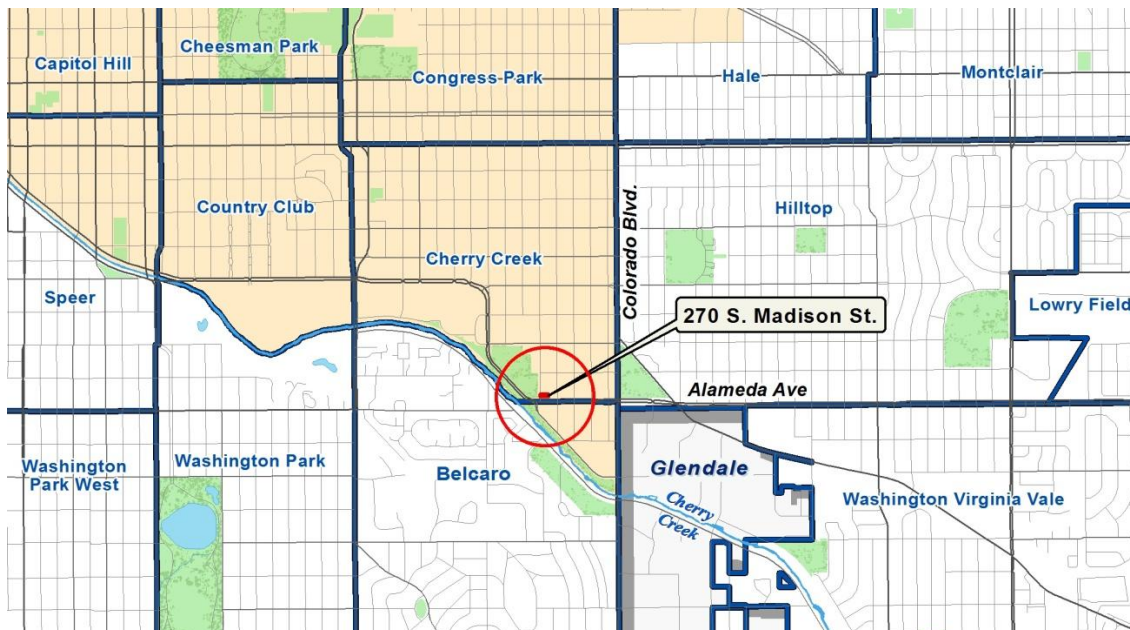 Cheesman Park
Capitol Hill
Congress Park
Hale
Montclair
Country Club
Cherry Creek
Colorado Blvd.
Hilltop
Speer
270 S. Madison St.
Lowry Field
Alameda Ave
Washington
Park West
Washington Park
Belcaro
Glendale
Cherry
Creek
Washington Virginia Vale